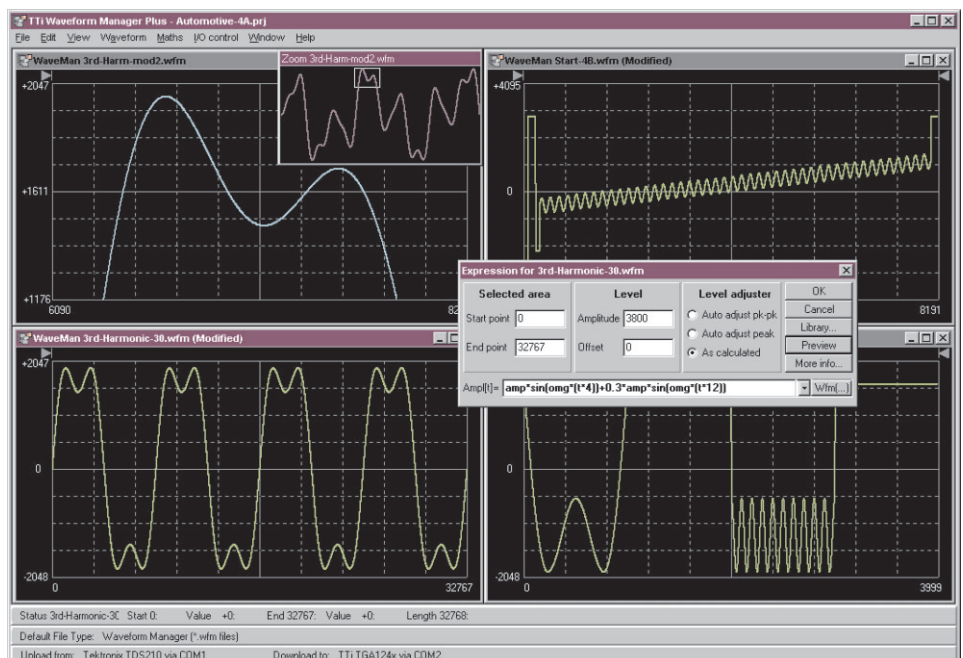 TTi Waveform Manager Plus - Automotive-4A.prj
File Edit View Waveform Maths I/O control Window Help
WaveMan 3rd-Harm-mod2.wfm
Zoom 3rd-Harm-mod2.wfm
+2047
+1611
+1176
6090
WaveMan Start-4B.wfm (Modified)
+4095
0
8191
Expression for 3rd-Harmonic-30.wfm
Selected area
Start point 0
End point 32767
Level
Amplitude 3800
Offset 0
Level adjuster
Auto adjust pk-pk
Auto adjust peak
As calculated
OK
Cancel
Library...
Preview
More info...
Ampl[t]= amp*sin(omg*(t*4))+0.3*amp*sin(omg*(t*12)) Wfm(...)
WaveMan 3rd-Harmonic-30.wfm (Modified)
+2047
0
-2048
0
32767
0
-2048
0
3999
Status 3rd-Harmonic-3 Start 0: Value +0: End 32767: Value +0: Length 32768:
Default File Type: Waveform Manager (*.wfm files)
Upload from: Tektronix TDS210 via COM1 Download to: TTi TGA124x via COM2